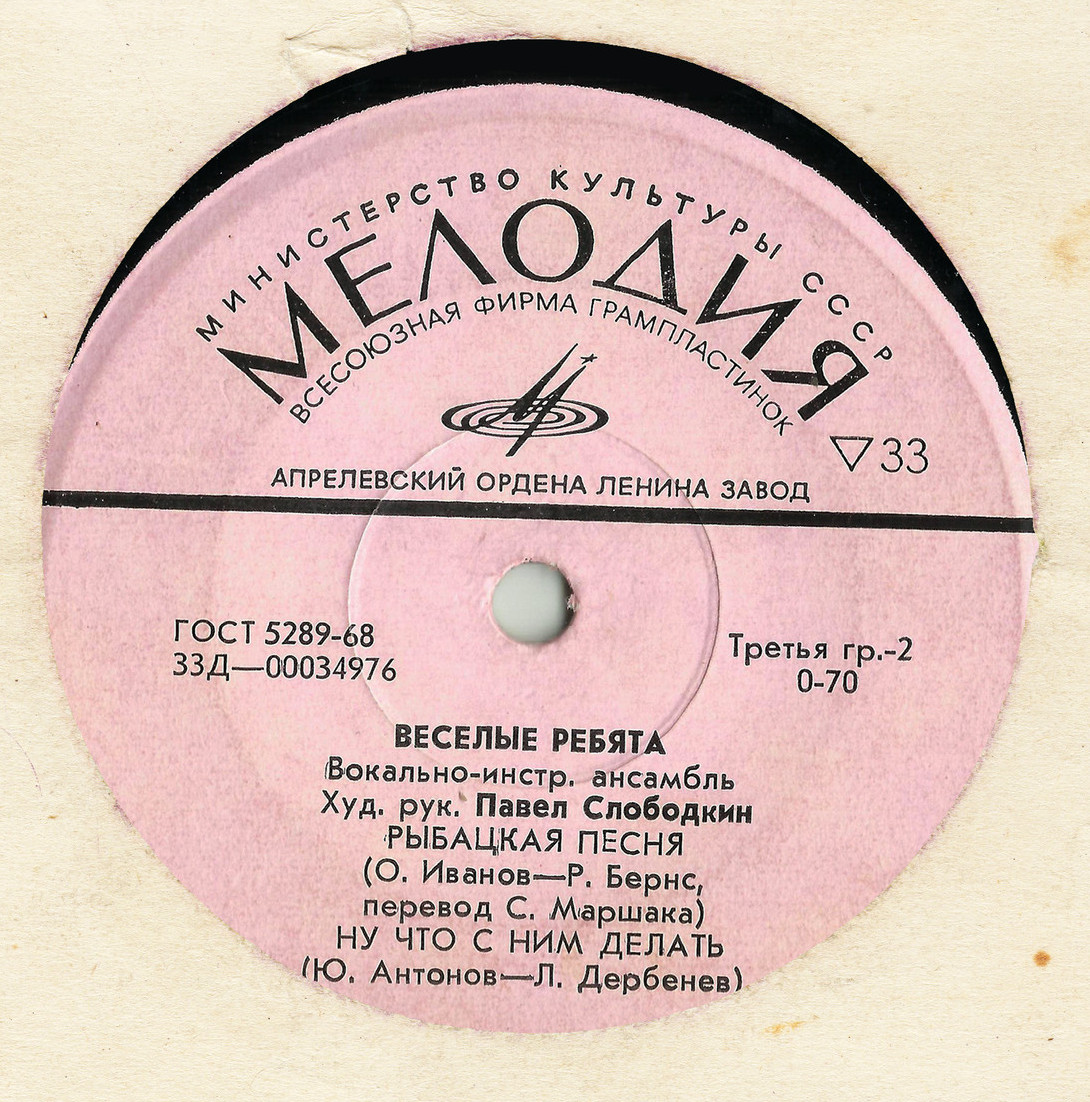 МИНИСТЕРСТВО КУЛЬТУРЫ СССР
МЕЛОДИЯ
ВСЕСОЮЗНАЯ ФИРМА ГРАМПЛАСТИНОК
▽33
АПРЕЛЕВСКИЙ ОРДЕНА ЛЕНИНА ЗАВОД
ГОСТ 5289-68
33Д—00034976
Третья гр.-2
0-70
ВЕСЕЛЫЕ РЕБЯТА
Вокально-инстр. ансамбль
Худ. рук. Павел Слободкин
РЫБАЦКАЯ ПЕСНЯ
(О. Иванов—Р. Бернс,
перевод С. Маршака)
НУ ЧТО С НИМ ДЕЛАТЬ
(Ю. Антонов—Л. Дербенев)